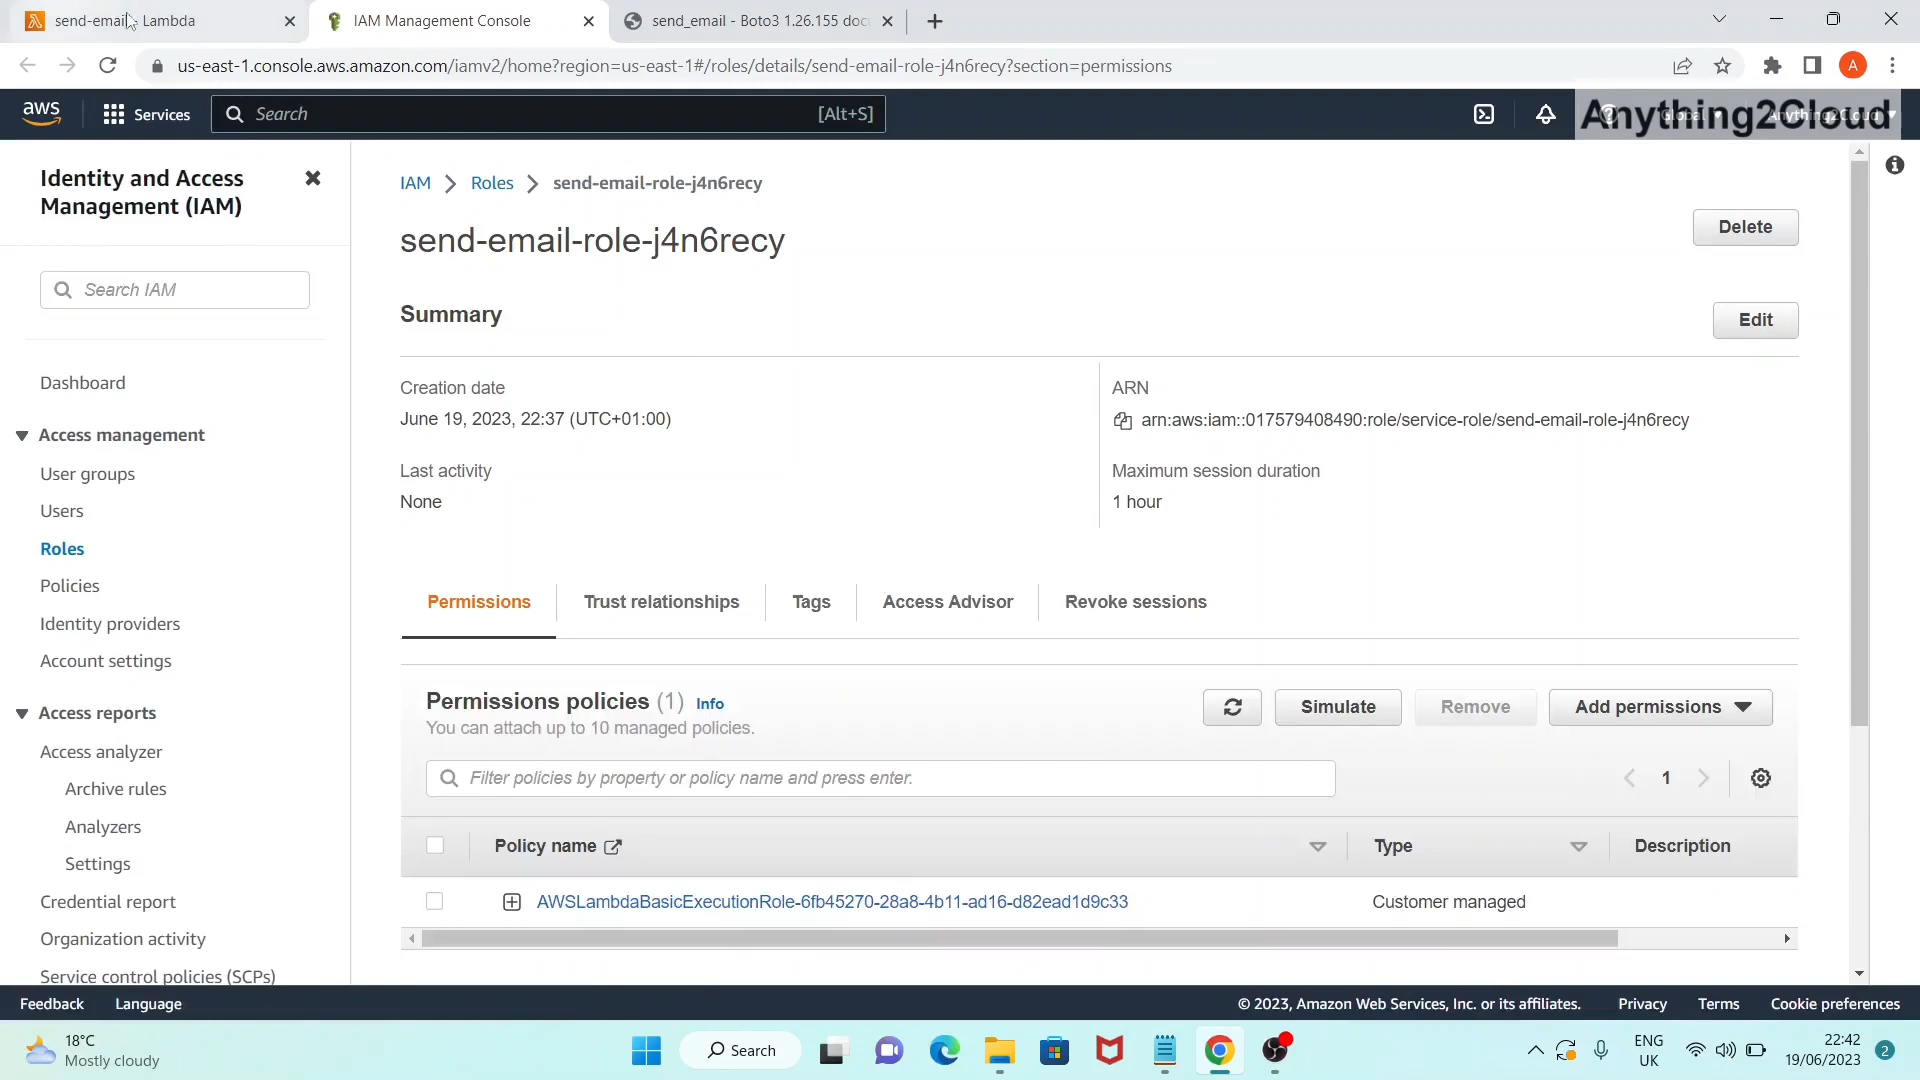 send-email - Lambda
IAM Management Console
send_email - Boto3 1.26.155 docu
us-east-1.console.aws.amazon.com/iamv2/home?region=us-east-1#/roles/details/send-email-role-j4n6recy?section=permissions
A
aws
Services
Search
[Alt+S]
Global
Anything2Cloud
Anything2Cloud
Identity and Access
Management (IAM)
Search IAM
Dashboard
Access management
User groups
Users
Roles
Policies
Identity providers
Account settings
Access reports
Access analyzer
Archive rules
Analyzers
Settings
Credential report
Organization activity
Service control policies (SCPs)
IAM
Roles
send-email-role-j4n6recy
send-email-role-j4n6recy
Delete
Summary
Edit
Creation date
June 19, 2023, 22:37 (UTC+01:00)
ARN
arn:aws:iam::017579408490:role/service-role/send-email-role-j4n6recy
Last activity
None
Maximum session duration
1 hour
Permissions
Trust relationships
Tags
Access Advisor
Revoke sessions
Permissions policies (1) Info
You can attach up to 10 managed policies.
Simulate
Remove
Add permissions
Filter policies by property or policy name and press enter.
1
Policy name
Type
Description
AWSLambdaBasicExecutionRole-6fb45270-28a8-4b11-ad16-d82ead1d9c33
Customer managed
Feedback
Language
© 2023, Amazon Web Services, Inc. or its affiliates.
Privacy
Terms
Cookie preferences
18°C
Mostly cloudy
Search
ENG
UK
22:42
19/06/2023
2